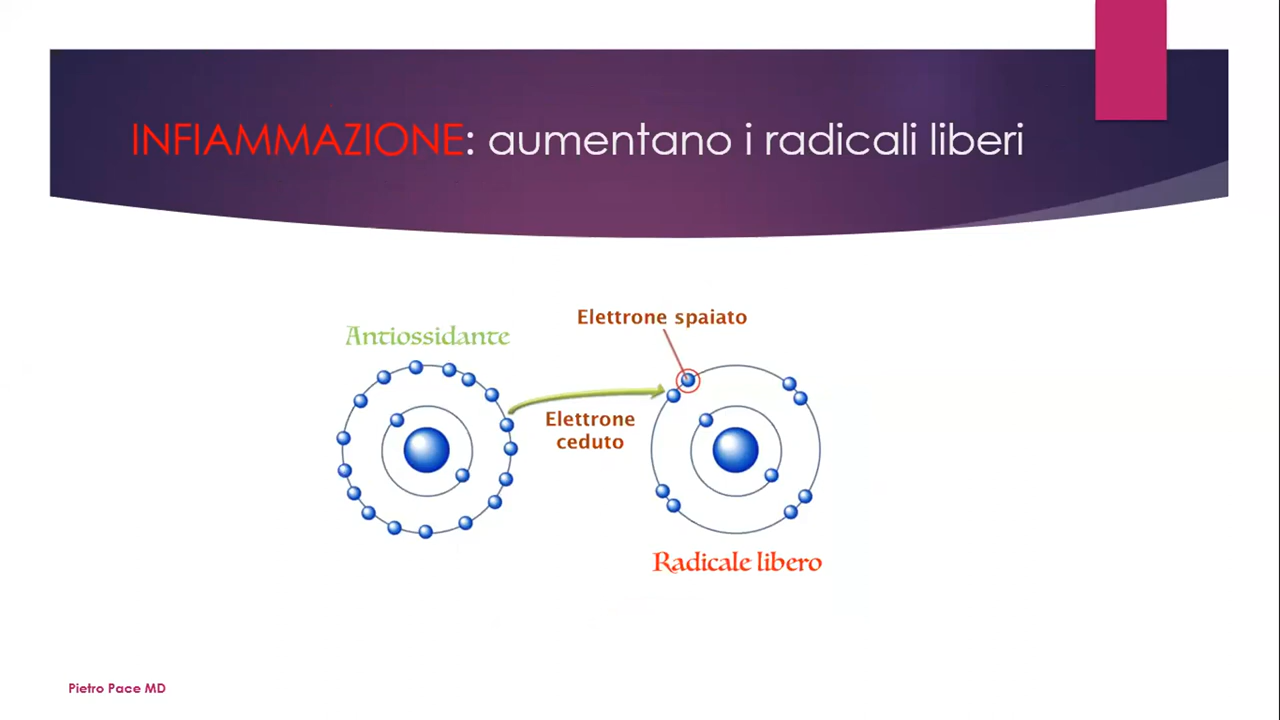 INFIAMMAZIONE: aumentano i radicali liberi
Elettrone spaiato
Antiossidante
Elettrone
ceduto
Radicale libero
Pietro Pace MD